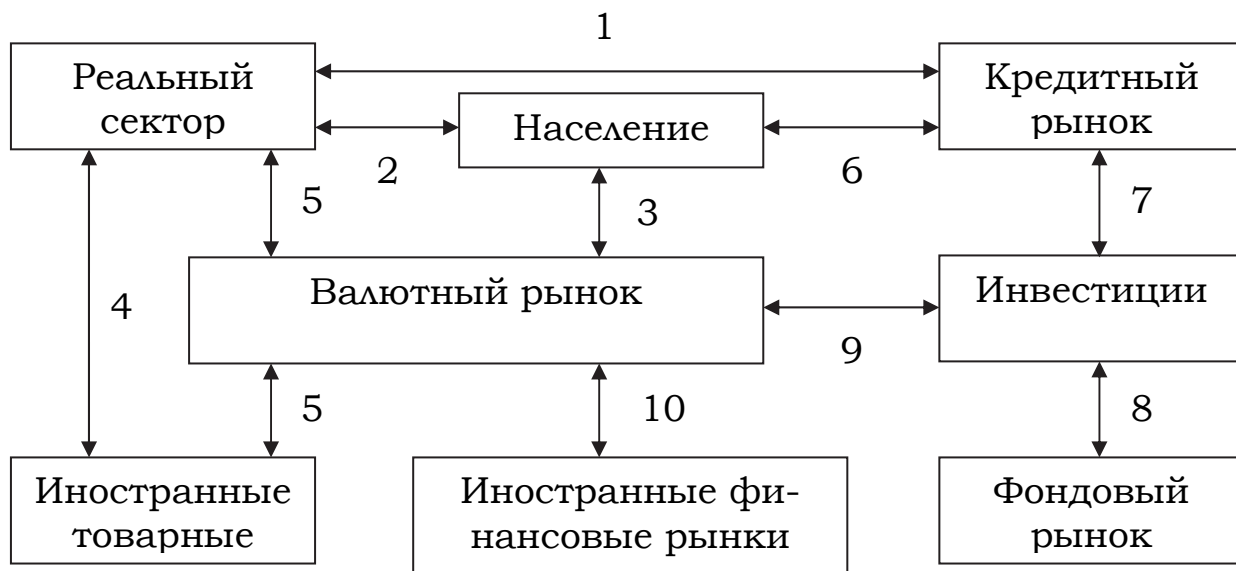 1
Реальный
сектор
Кредитный
рынок
Население
2
6
5
3
7
4
Валютный рынок
Инвестиции
9
5
10
8
Иностранные
товарные
Иностранные фи-
нансовые рынки
Фондовый
рынок